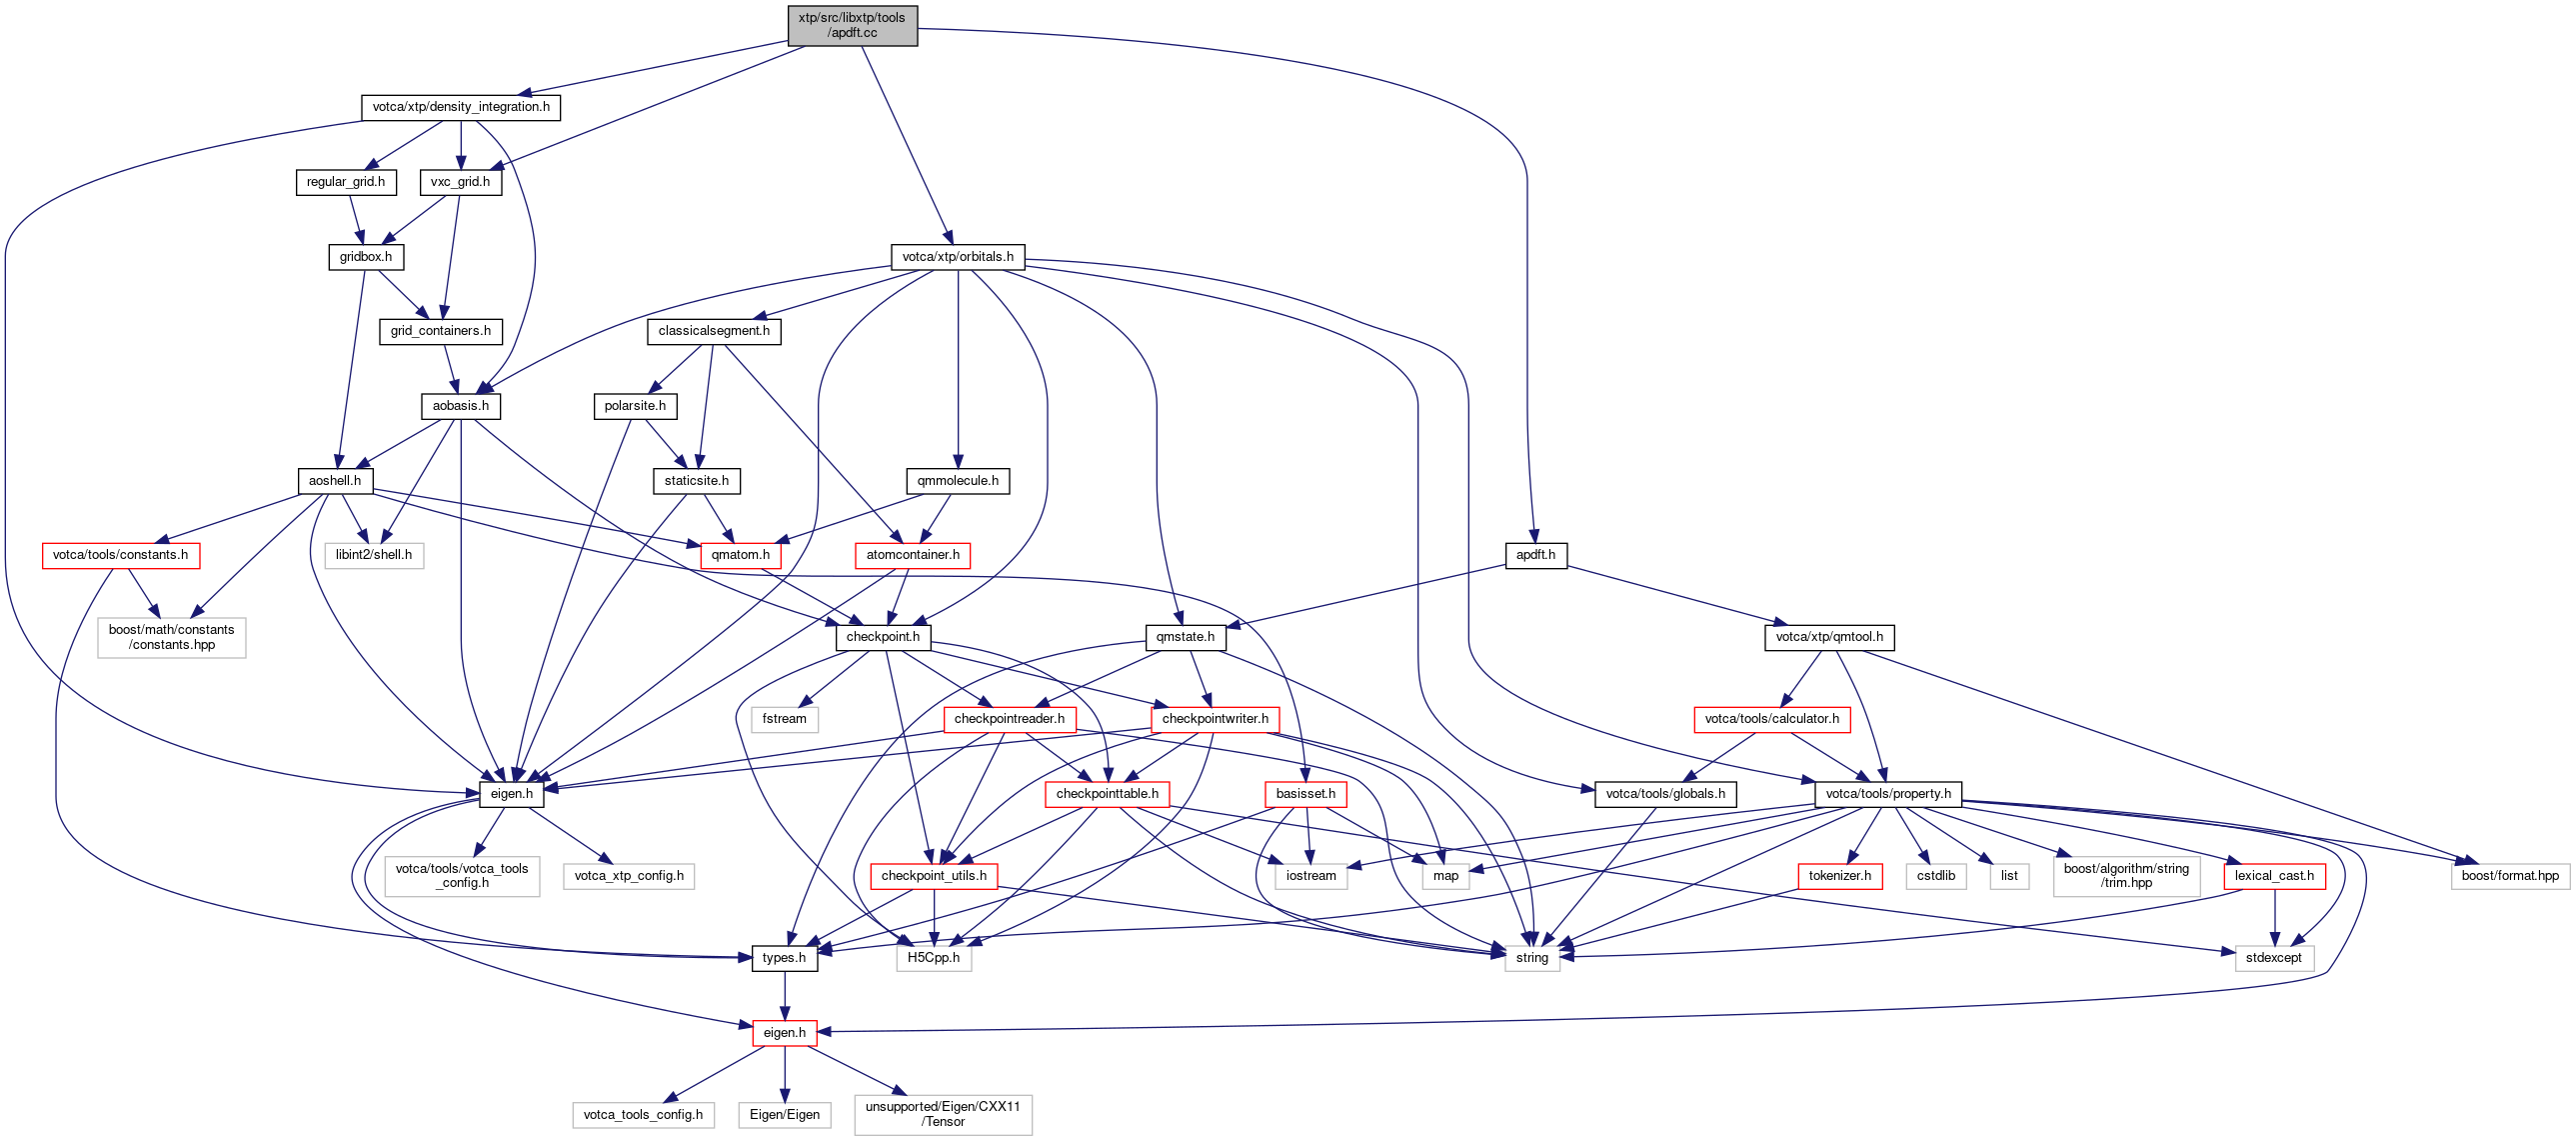 xtp/src/libxtp/tools
/apdft.cc
votca/xtp/density_integration.h
regular_grid.h
vxc_grid.h
gridbox.h
votca/xtp/orbitals.h
grid_containers.h
classicalsegment.h
aobasis.h
polarsite.h
aoshell.h
staticsite.h
qmmolecule.h
votca/tools/constants.h
libint2/shell.h
qmatom.h
atomcontainer.h
apdft.h
boost/math/constants
/constants.hpp
checkpoint.h
qmstate.h
votca/xtp/qmtool.h
fstream
checkpointreader.h
checkpointwriter.h
votca/tools/calculator.h
eigen.h
checkpointtable.h
basisset.h
votca/tools/globals.h
votca/tools/property.h
votca/tools/votca_tools
_config.h
votca_xtp_config.h
checkpoint_utils.h
iostream
map
tokenizer.h
cstdlib
list
boost/algorithm/string
/trim.hpp
lexical_cast.h
boost/format.hpp
types.h
H5Cpp.h
string
stdexcept
eigen.h
votca_tools_config.h
Eigen/Eigen
unsupported/Eigen/CXX11
/Tensor